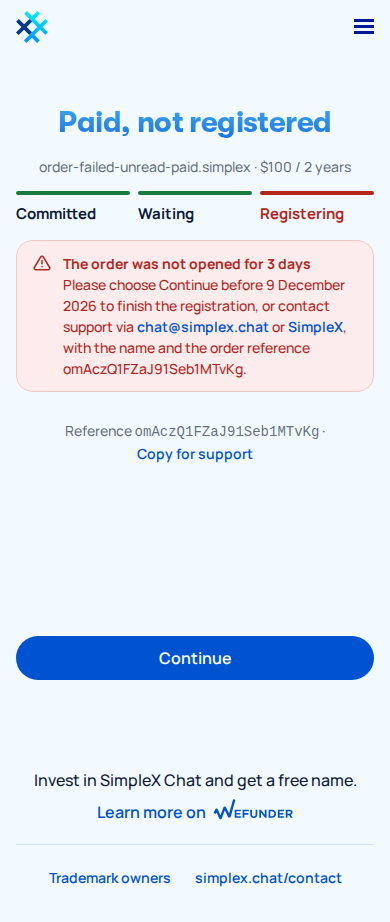 Paid, not registered
order-failed-unread-paid.simplex · $100 / 2 years
Committed
Waiting
Registering
The order was not opened for 3 days
Please choose Continue before 9 December
2026 to finish the registration, or contact
support via chat@simplex.chat or SimpleX,
with the name and the order reference
omAczQ1FZaJ91Seb1MTvKg.
Reference omAczQ1FZaJ91Seb1MTvKg ·
Copy for support
Continue
Invest in SimpleX Chat and get a free name.
Learn more on WEFUNDER
Trademark owners
simplex.chat/contact